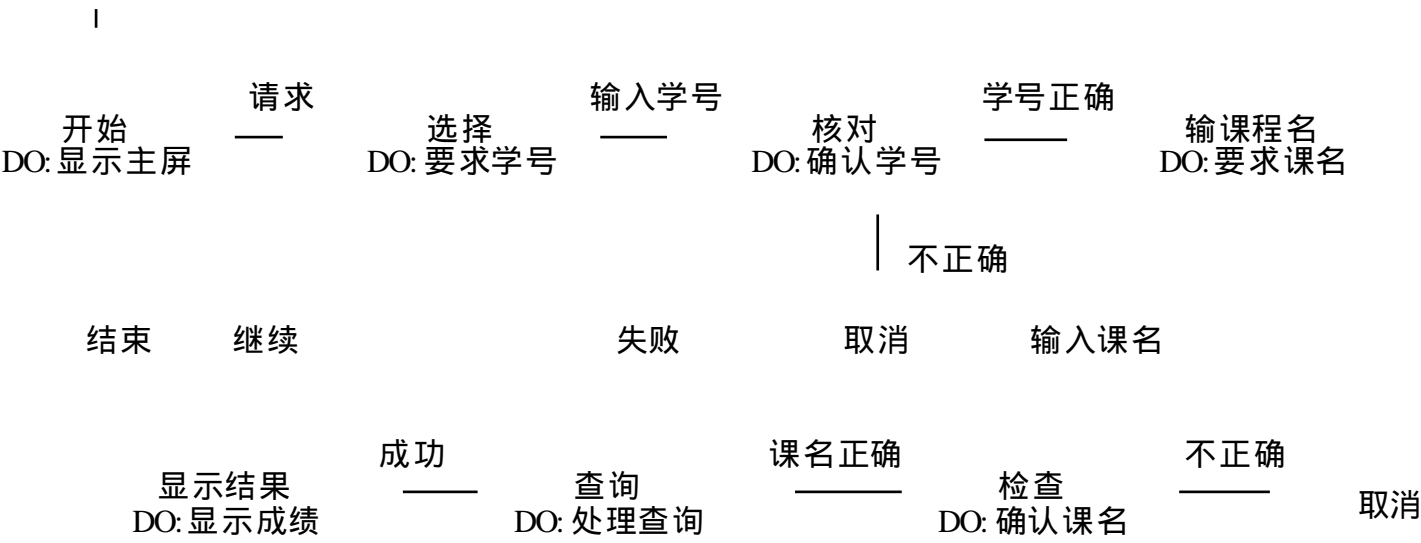 请求 输入学号 学号正确
开始 选择 核对 输课程名
DO:显示主屏 DO:要求学号 DO:确认学号 DO:要求课名
不正确
结束 继续 失败 取消 输入课名
成功 课名正确 不正确
显示结果 查询 检查 取消
DO:显示成绩 DO:处理查询 DO:确认课名